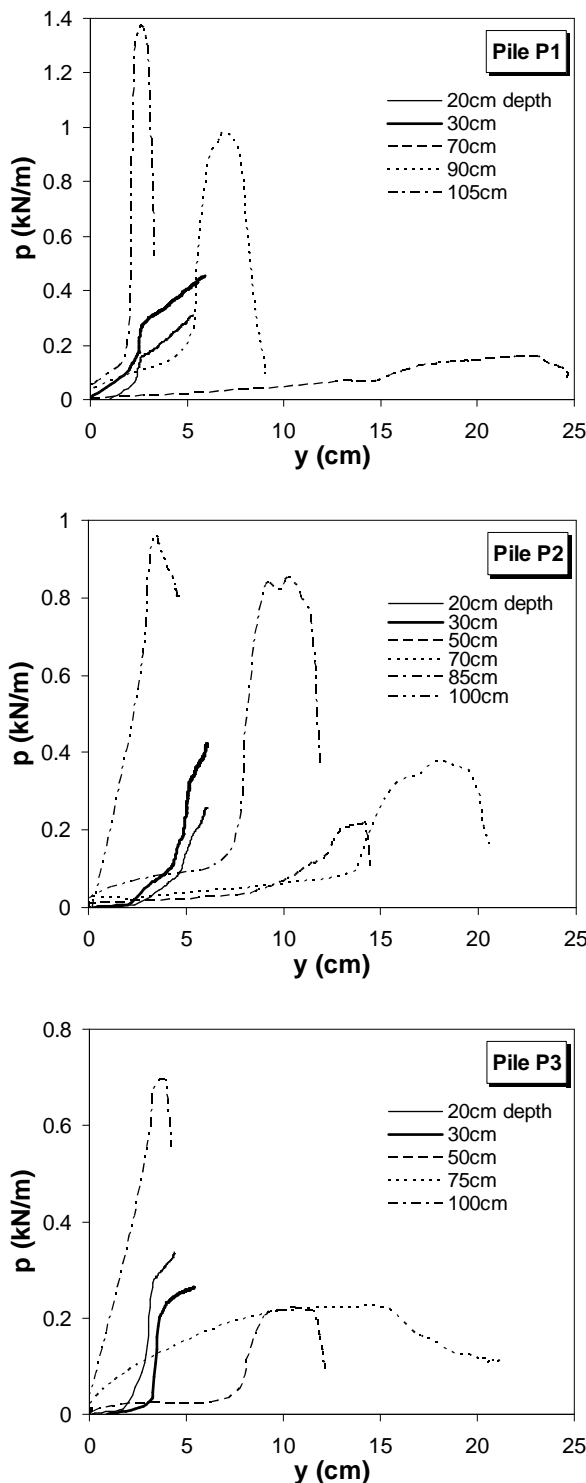 1.4
1.2
1
0.8
0.6
0.4
0.2
0
p (kN/m)
Pile P1
20cm depth
30cm
70cm
90cm
105cm
0 5 10 15 20 25
y (cm)
1
0.8
0.6
0.4
0.2
0
p (kN/m)
Pile P2
20cm depth
30cm
50cm
70cm
85cm
100cm
0 5 10 15 20 25
y (cm)
0.8
0.6
0.4
0.2
0
p (kN/m)
Pile P3
20cm depth
30cm
50cm
75cm
100cm
0 5 10 15 20 25
y (cm)